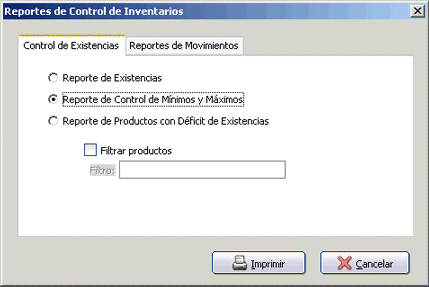 Reportes de Control de Inventarios
Control de Existencias
Reportes de Movimientos
Reporte de Existencias
Reporte de Control de Mínimos y Máximos
Reporte de Productos con Déficit de Existencias
Filtrar productos
Filtro:
Imprimir
Cancelar